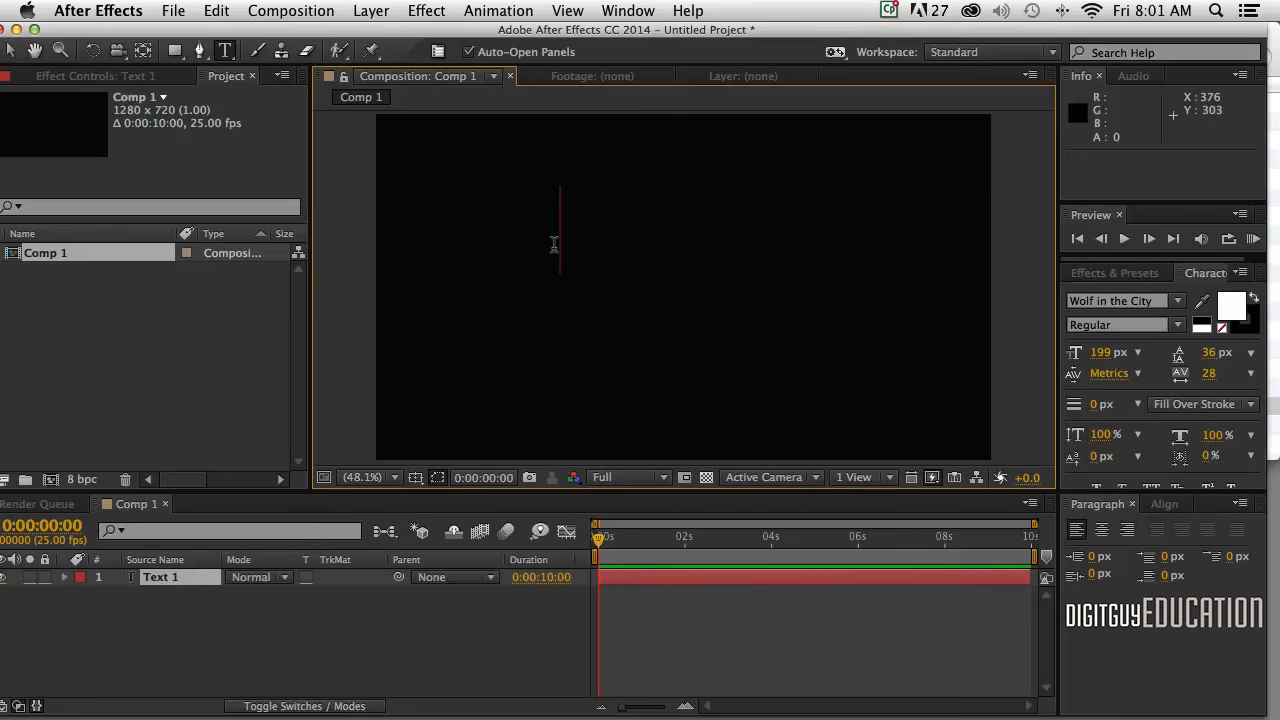 After Effects File Edit Composition Layer Effect Animation View Window Help 27 Fri 8:01 AM
Adobe After Effects CC 2014 - Untitled Project *
Auto-Open Panels Workspace: Standard Search Help
Effect Controls: Text 1 Project Composition: Comp 1 Footage: (none) Layer: (none) Info Audio
Comp 1
1280 x 720 (1.00)
Δ 0:00:10:00, 25.00 fps
Comp 1
R: X: 376
G: Y: 303
B:
A: 0
Preview
Name Type Size
Comp 1 Composi...
Effects & Presets Charact
Wolf in the City
Regular
199 px 36 px
Metrics 28
0 px Fill Over Stroke
100 % 100 %
0 px 0 %
8 bpc
(48.1%) 0:00:00:00 Full Active Camera 1 View +0.0
Render Queue Comp 1
Paragraph Align
0:00:00:00
00000 (25.00 fps)
00s 02s 04s 06s 08s 10s
# Source Name Mode T TrkMat Parent Duration
1 T Text 1 Normal None 0:00:10:00
0 px 0 px 0 px
0 px 0 px
DIGITGUYEDUCATION
Toggle Switches / Modes